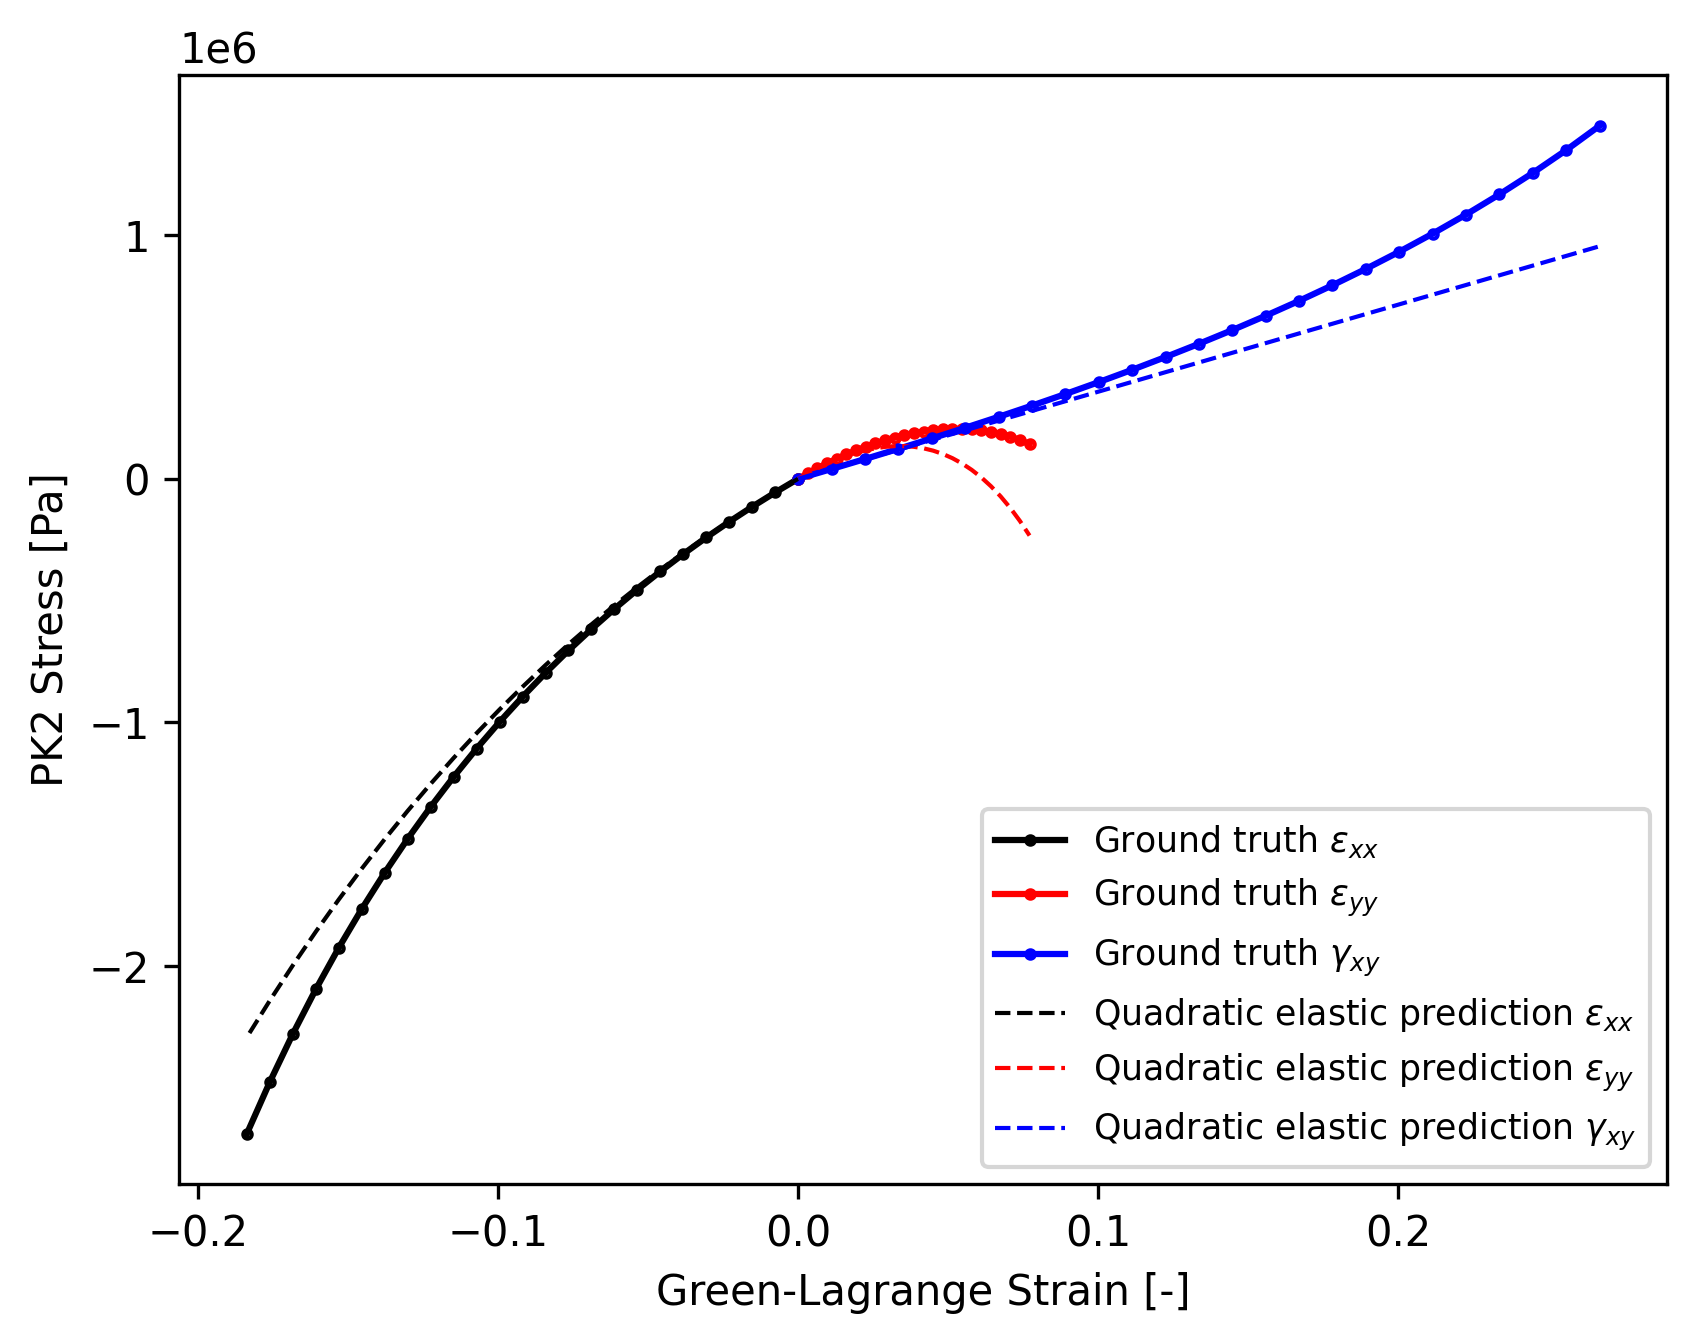 1e6
1
0
−1
−2
PK2 Stress [Pa]
Ground truth εxx
Ground truth εyy
Ground truth γxy
Quadratic elastic prediction εxx
Quadratic elastic prediction εyy
Quadratic elastic prediction γxy
−0.2 −0.1 0.0 0.1 0.2
Green-Lagrange Strain [-]